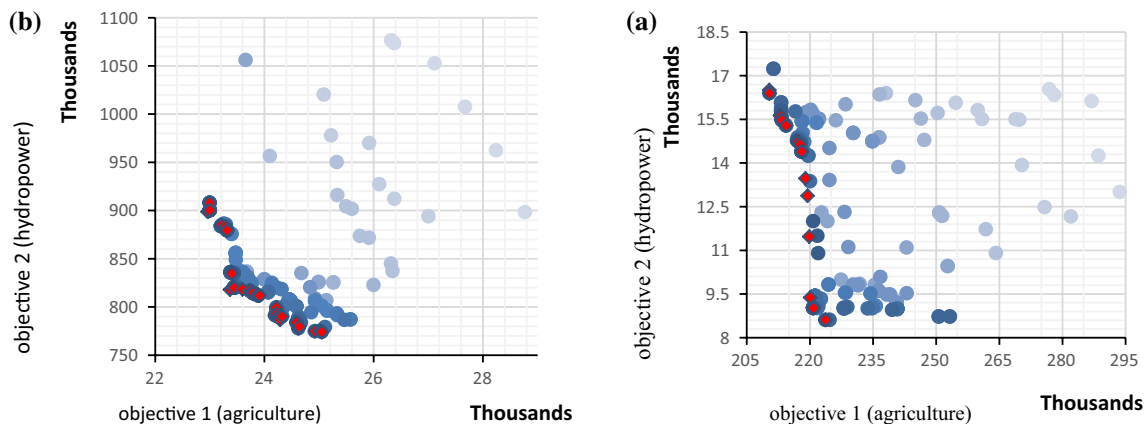 (b)
1100
1050
1000
950
900
850
800
750
22
24
26
28
Thousands
objective 2 (hydropower)
objective 1 (agriculture)
Thousands
(a)
18.5
17
15.5
14
12.5
11
9.5
8
205
220
235
250
265
280
295
Thousands
objective 2 (hydropower)
objective 1 (agriculture)
Thousands